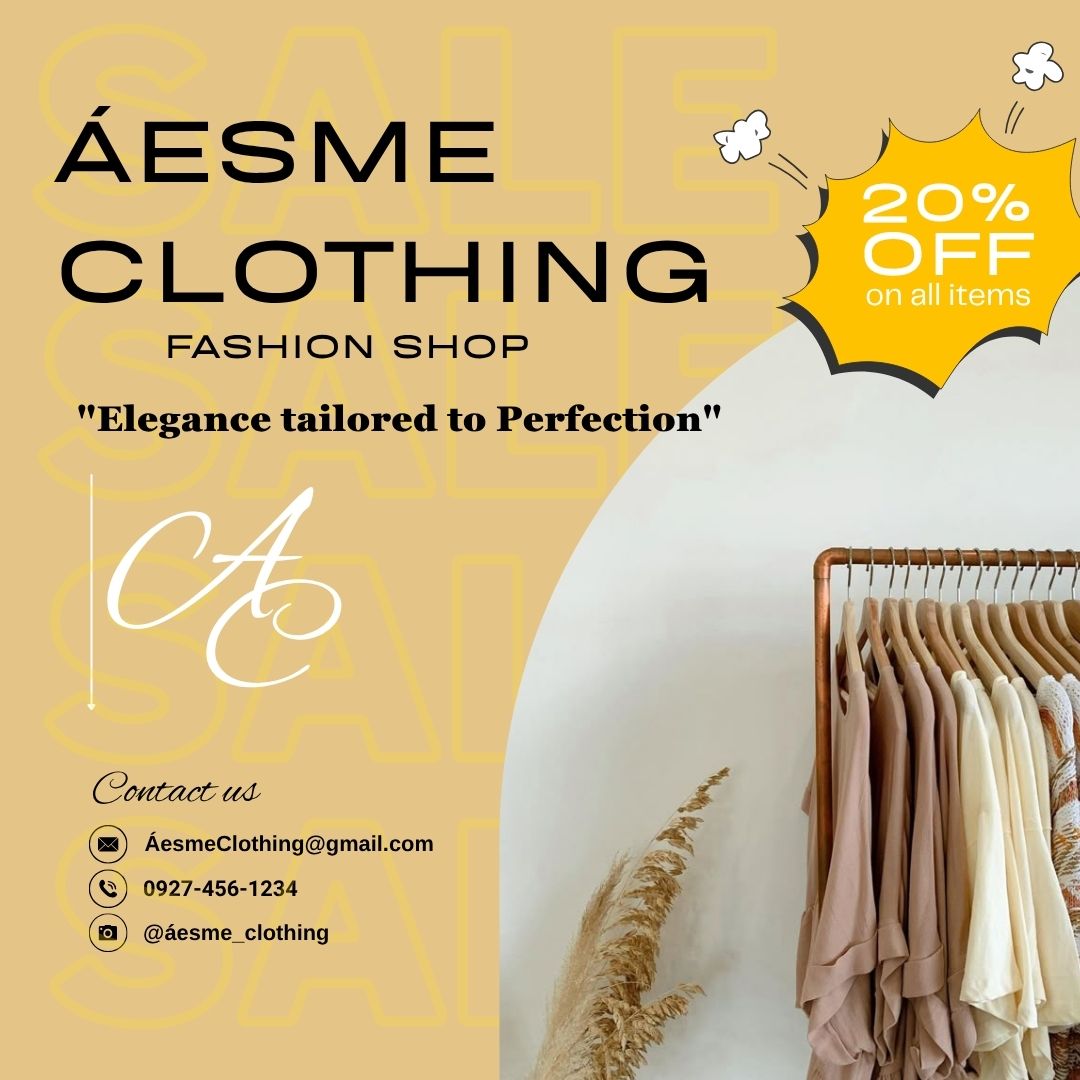 ÁESME
CLOTHING
FASHION SHOP
"Elegance tailored to Perfection"
20%
OFF
on all items
AC
Contact us
ÁesmeClothing@gmail.com
0927-456-1234
@áesme_clothing
SALE
SALE
SALE
SALE